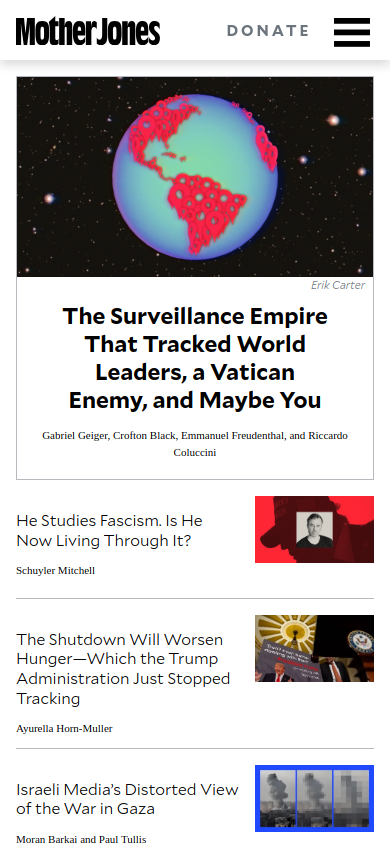 Mother Jones
DONATE
Erik Carter
The Surveillance Empire
That Tracked World
Leaders, a Vatican
Enemy, and Maybe You
Gabriel Geiger, Crofton Black, Emmanuel Freudenthal, and Riccardo
Coluccini
He Studies Fascism. Is He
Now Living Through It?
Schuyler Mitchell
The Shutdown Will Worsen
Hunger—Which the Trump
Administration Just Stopped
Tracking
Ayurella Horn-Muller
Israeli Media’s Distorted View
of the War in Gaza
Moran Barkai and Paul Tullis